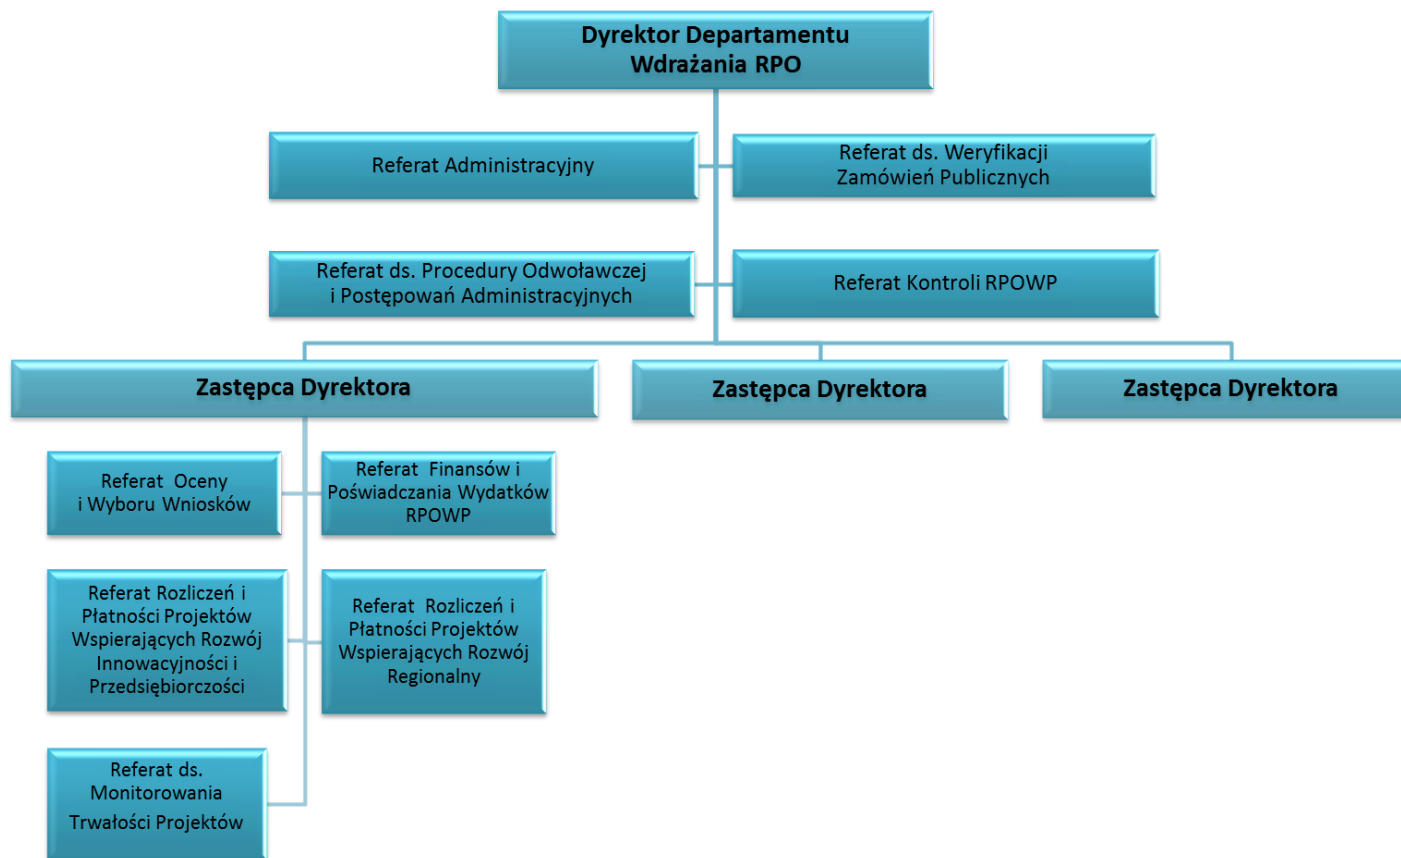 Dyrektor Departamentu
Wdrażania RPO
Referat Administracyjny
Referat ds. Weryfikacji
Zamówień Publicznych
Referat ds. Procedury Odwoławczej
i Postępowań Administracyjnych
Referat Kontroli RPOWP
Zastępca Dyrektora
Zastępca Dyrektora
Zastępca Dyrektora
Referat Oceny
i Wyboru Wniosków
Referat Finansów i
Poświadczania Wydatków
RPOWP
Referat Rozliczeń i
Płatności Projektów
Wspierających Rozwój
Innowacyjności i
Przedsiębiorczości
Referat Rozliczeń i
Płatności Projektów
Wspierających Rozwój
Regionalny
Referat ds.
Monitorowania
Trwałości Projektów